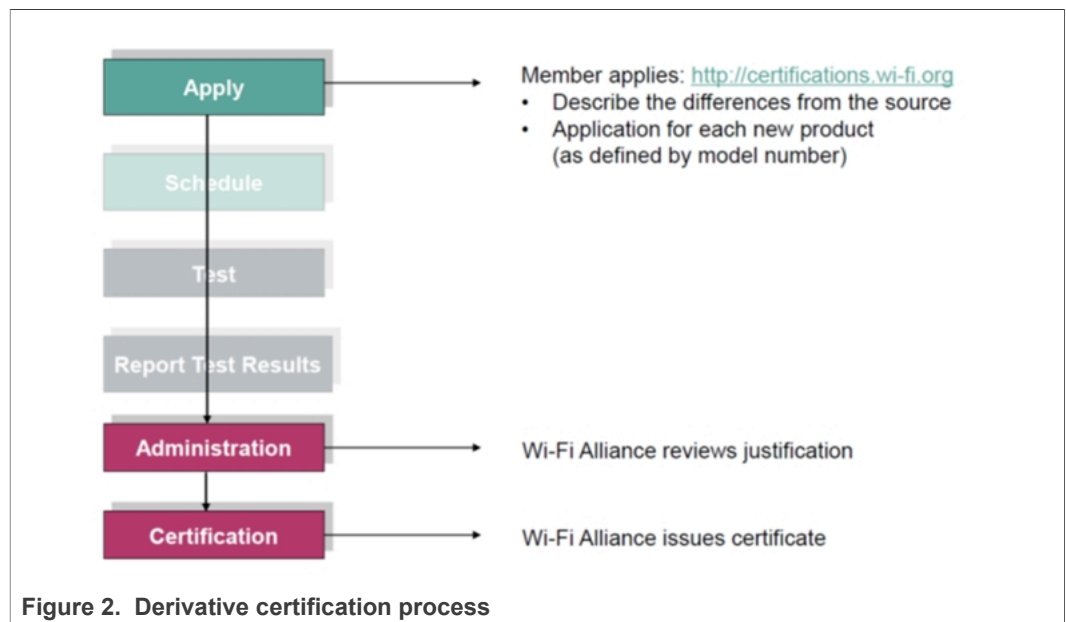 Apply
Member applies: http://certifications.wi-fi.org
• Describe the differences from the source
• Application for each new product
(as defined by model number)
Schedule
Test
Report Test Results
Administration
Wi-Fi Alliance reviews justification
Certification
Wi-Fi Alliance issues certificate
Figure 2. Derivative certification process